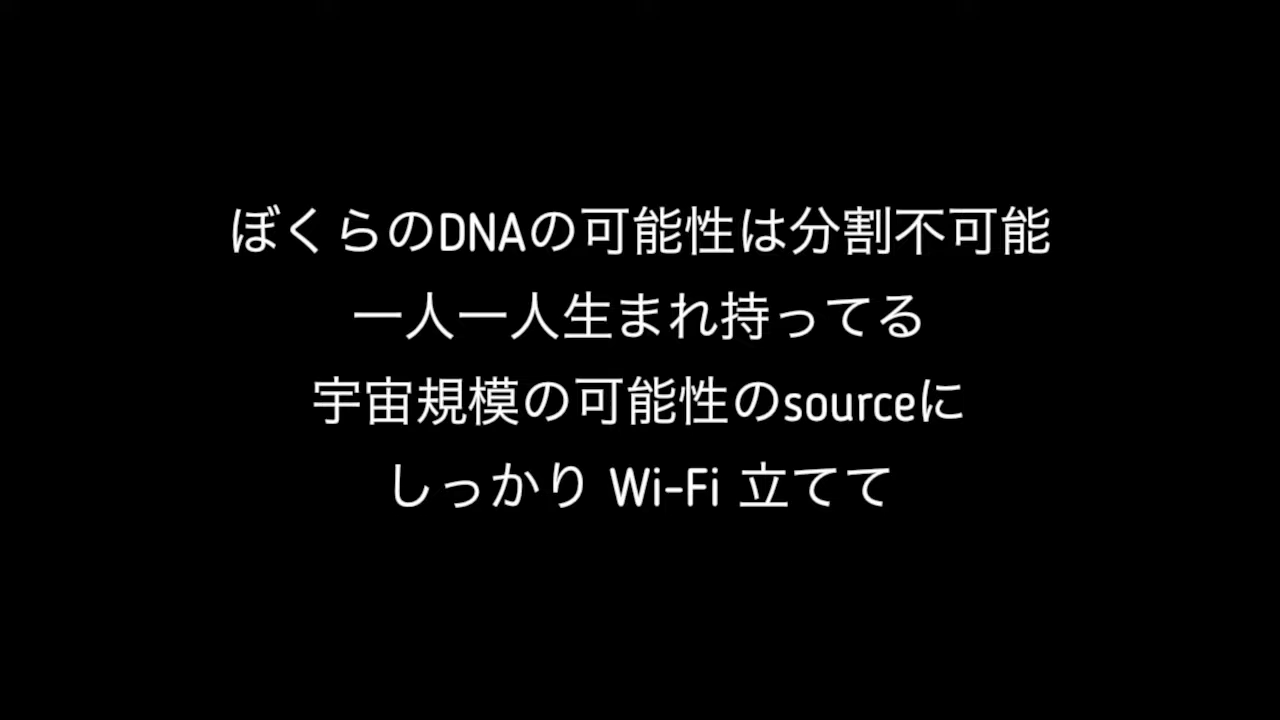 ぼくらのDNAの可能性は分割不可能
一人一人生まれ持ってる
宇宙規模の可能性のsourceに
しっかり Wi-Fi 立てて